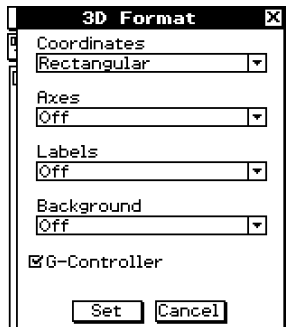 3D Format
Coordinates
Rectangular
Axes
Off
Labels
Off
Background
Off
G-Controller
Set Cancel